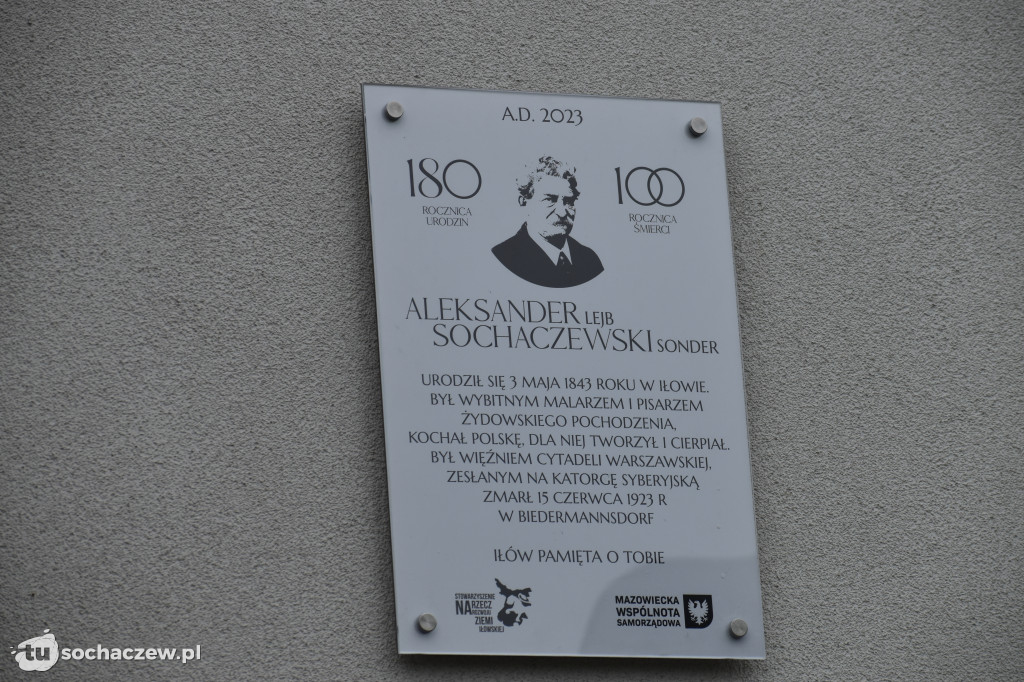 A.D. 2023
180
ROCZNICA
URODZIN
100
ROCZNICA
ŚMIERCI
ALEKSANDER LEJB
SOCHACZEWSKI SONDER
URODZIŁ SIĘ 3 MAJA 1843 ROKU W IŁOWIE.
BYŁ WYBITNYM MALARZEM I PISARZEM
ŻYDOWSKIEGO POCHODZENIA,
KOCHAŁ POLSKĘ, DLA NIEJ TWORZYŁ I CIERPIAŁ.
BYŁ WIĘŹNIEM CYTADELI WARSZAWSKIEJ,
ZESŁANYM NA KATORGĘ SYBERYJSKĄ
ZMARŁ 15 CZERWCA 1923 R
W BIEDERMANNSDORF
IŁÓW PAMIĘTA O TOBIE
STOWARZYSZENIE
NA RZECZ
ROZWOJU
ZIEMI
IŁOWSKIEJ
MAZOWIECKA
WSPÓLNOTA
SAMORZĄDOWA
tusochaczew.pl